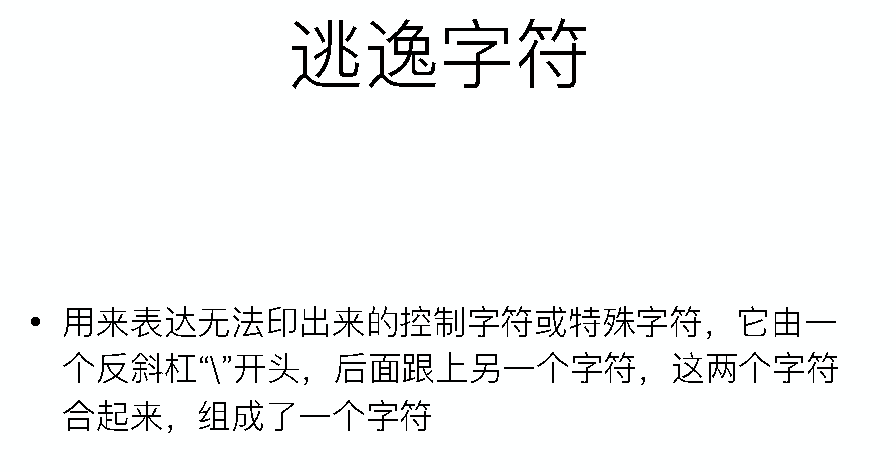 逃逸字符
• 用来表达无法印出来的控制字符或特殊字符，它由一
个反斜杠“\”开头，后面跟上另一个字符，这两个字符
合起来，组成了一个字符